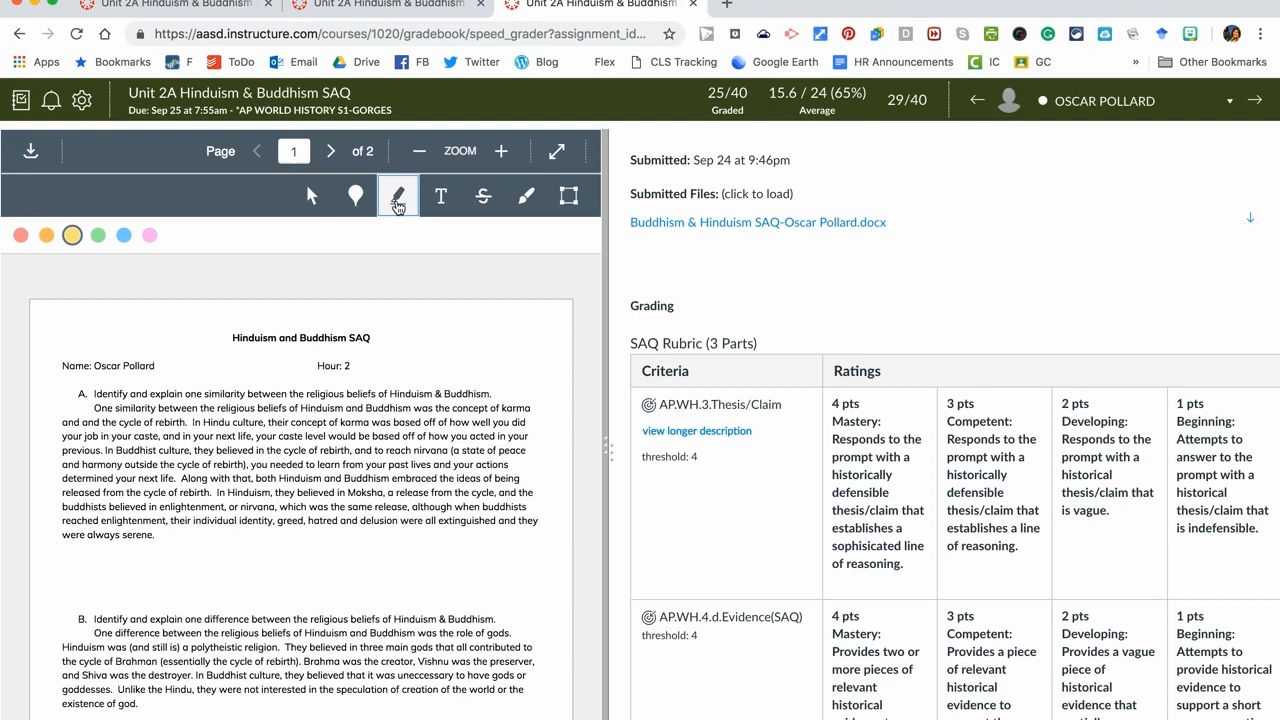 Unit 2A Hinduism & Buddhism
Unit 2A Hinduism & Buddhism
Unit 2A Hinduism & Buddhism
https://aasd.instructure.com/courses/1020/gradebook/speed_grader?assignment_id...
Apps
Bookmarks
F
ToDo
Email
Drive
FB
Twitter
Blog
Flex
CLS Tracking
Google Earth
HR Announcements
IC
GC
»
Other Bookmarks
Unit 2A Hinduism & Buddhism SAQ
Due: Sep 25 at 7:55am - *AP WORLD HISTORY S1-GORGES
25/40
Graded
15.6 / 24 (65%)
Average
29/40
OSCAR POLLARD
Page 1 of 2
ZOOM
T
S
Hinduism and Buddhism SAQ
Name: Oscar Pollard Hour: 2
A. Identify and explain one similarity between the religious beliefs of Hinduism & Buddhism.
One similarity between the religious beliefs of Hinduism and Buddhism was the concept of karma
and and the cycle of rebirth. In Hindu culture, their concept of karma was based off of how well you did
your job in your caste, and in your next life, your caste level would be based off of how you acted in your
previous. In Buddhist culture, they believed in the cycle of rebirth, and to reach nirvana (a state of peace
and harmony outside the cycle of rebirth), you needed to learn from your past lives and your actions
determined your next life. Along with that, both Hinduism and Buddhism embraced the ideas of being
released from the cycle of rebirth. In Hinduism, they believed in Moksha, a release from the cycle, and the
buddhists believed in enlightenment, or nirvana, which was the same release, although when buddhists
reached enlightenment, their individual identity, greed, hatred and delusion were all extinguished and they
were always serene.
B. Identify and explain one difference between the religious beliefs of Hinduism & Buddhism.
One difference between the religious beliefs of Hinduism and Buddhism was the role of gods.
Hinduism was (and still is) a polytheistic religion. They believed in three main gods that all contributed to
the cycle of Brahman (essentially the cycle of rebirth). Brahma was the creator, Vishnu was the preserver,
and Shiva was the destroyer. In Buddhist culture, they believed that it was uneccessary to have gods or
goddesses. Unlike the Hindu, they were not interested in the speculation of creation of the world or the
existence of god.
Submitted: Sep 24 at 9:46pm
Submitted Files: (click to load)
Buddhism & Hinduism SAQ-Oscar Pollard.docx
Grading
SAQ Rubric (3 Parts)
Criteria
Ratings
AP.WH.3.Thesis/Claim
view longer description
threshold: 4
4 pts
Mastery:
Responds to the
prompt with a
historically
defensible
thesis/claim that
establishes a
sophisicated line
of reasoning.
3 pts
Competent:
Responds to the
prompt with a
historically
defensible
thesis/claim that
establishes a line
of reasoning.
2 pts
Developing:
Responds to the
prompt with a
historical
thesis/claim that
is vague.
1 pts
Beginning:
Attempts to
answer to the
prompt with a
historical
thesis/claim that
is indefensible.
AP.WH.4.d.Evidence(SAQ)
threshold: 4
4 pts
Mastery:
Provides two or
more pieces of
relevant
historical
3 pts
Competent:
Provides a piece
of relevant
historical
evidence to
2 pts
Developing:
Provides a vague
piece of
historical
evidence that
1 pts
Beginning:
Attempts to
provide historical
evidence to
support a short